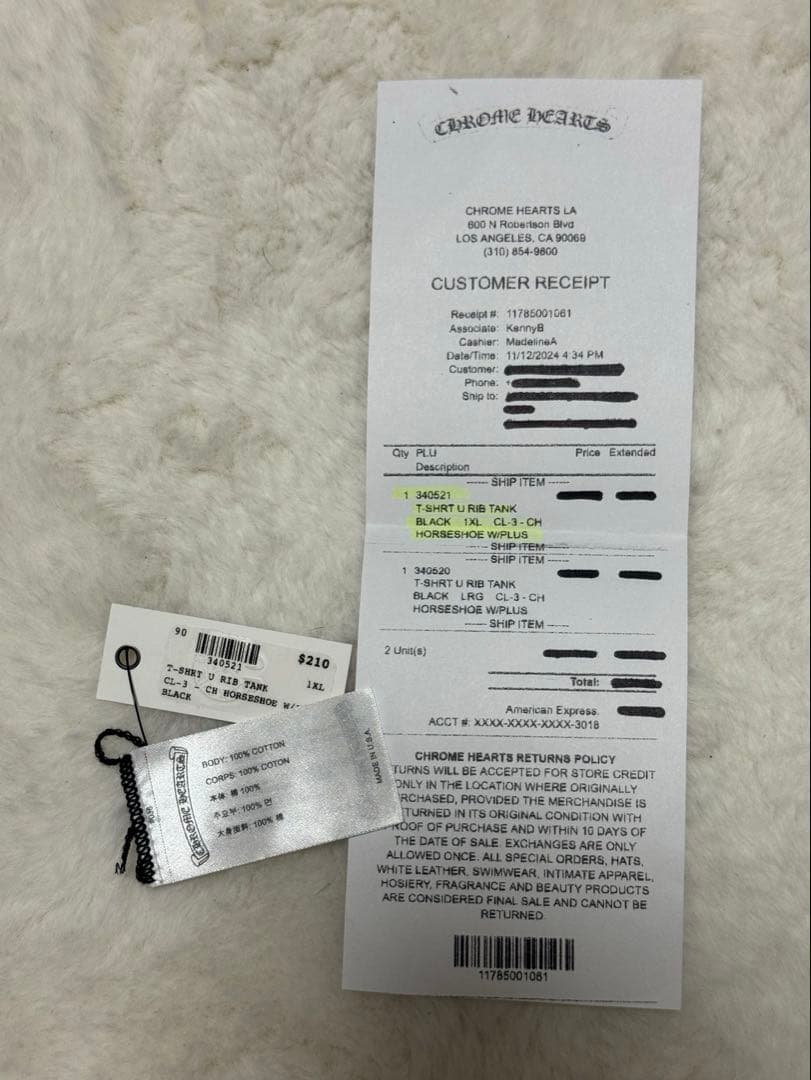 CHROME HEARTS
CHROME HEARTS LA
600 N Robertson Blvd
LOS ANGELES, CA 90069
(310) 854-9800
CUSTOMER RECEIPT
Receipt #: 11785001061
Associate: KennyB
Cashier: MadelineA
Date/Time: 11/12/2024 4:34 PM
Customer:
Phone: +
Ship to:
Qty PLU Price Extended
Description
----- SHIP ITEM -----
1 340521
T-SHRT U RIB TANK
BLACK 1XL CL-3 - CH
HORSESHOE W/PLUS
----- SHIP ITEM -----
----- SHIP ITEM -----
1 340520
T-SHRT U RIB TANK
BLACK LRG CL-3 - CH
HORSESHOE W/PLUS
----- SHIP ITEM -----
2 Unit(s)
Total:
American Express
ACCT #: XXXX-XXXX-XXXX-3018
CHROME HEARTS RETURNS POLICY
TURNS WILL BE ACCEPTED FOR STORE CREDIT
ONLY IN THE LOCATION WHERE ORIGINALLY
RCHASED, PROVIDED THE MERCHANDISE IS
TURNED IN ITS ORIGINAL CONDITION WITH
ROOF OF PURCHASE AND WITHIN 10 DAYS OF
THE DATE OF SALE. EXCHANGES ARE ONLY
ALLOWED ONCE. ALL SPECIAL ORDERS, HATS,
WHITE LEATHER, SWIMWEAR, INTIMATE APPAREL,
HOSIERY, FRAGRANCE AND BEAUTY PRODUCTS
ARE CONSIDERED FINAL SALE AND CANNOT BE
RETURNED
11785001061
90
340521 $210
T-SHRT U RIB TANK 1XL
CL-3 - CH HORSESHOE W/
BLACK
CHROME HEARTS
BODY: 100% COTTON
CORPS: 100% COTON
本体: 綿 100%
不요부: 100% 면
大身面料: 100% 棉
MADE IN U.S.A.